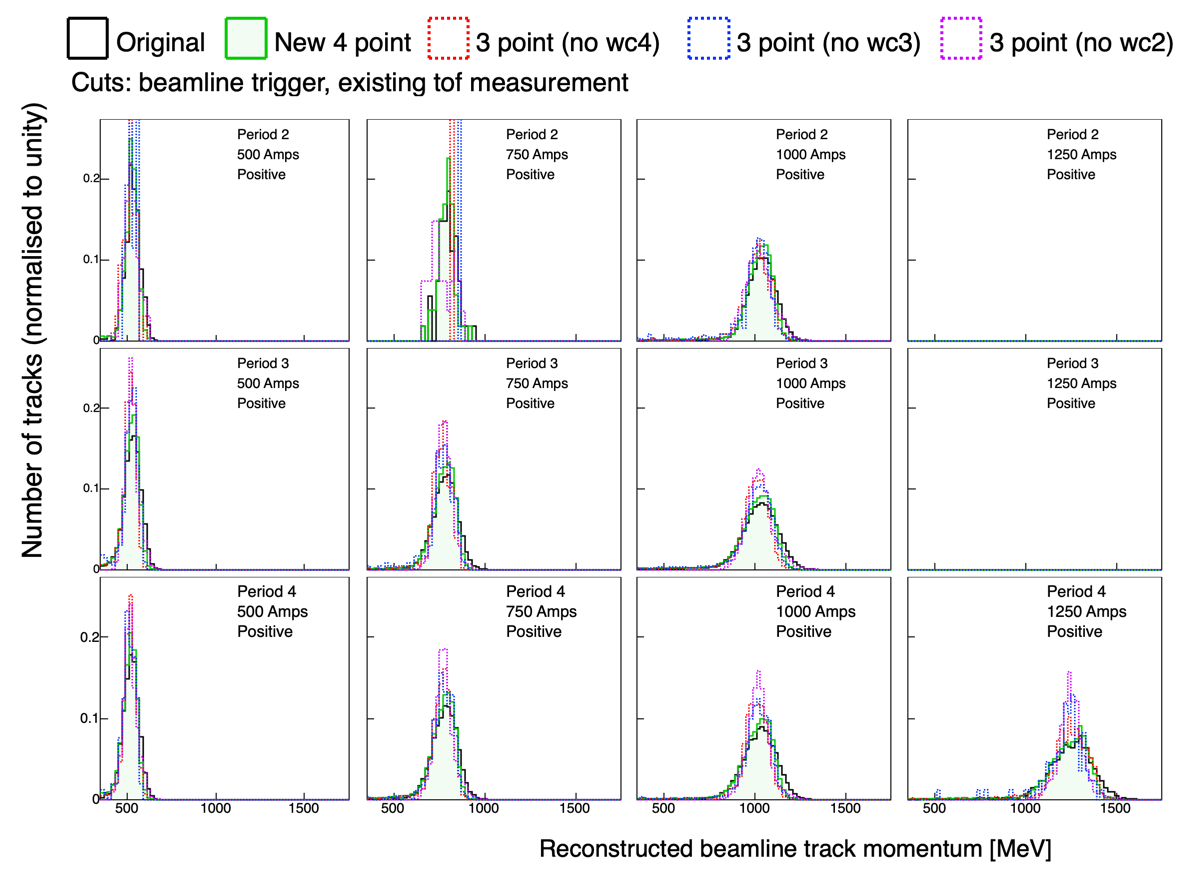 Original New 4 point 3 point (no wc4) 3 point (no wc3) 3 point (no wc2)
Cuts: beamline trigger, existing tof measurement
Number of tracks (normalised to unity)
Period 2
500 Amps
Positive
0.2
0.1
0
Period 2
750 Amps
Positive
Period 2
1000 Amps
Positive
Period 2
1250 Amps
Positive
Period 3
500 Amps
Positive
0.2
0.1
0
Period 3
750 Amps
Positive
Period 3
1000 Amps
Positive
Period 3
1250 Amps
Positive
Period 4
500 Amps
Positive
0.2
0.1
0
500 1000 1500
Period 4
750 Amps
Positive
500 1000 1500
Period 4
1000 Amps
Positive
500 1000 1500
Period 4
1250 Amps
Positive
500 1000 1500
Reconstructed beamline track momentum [MeV]